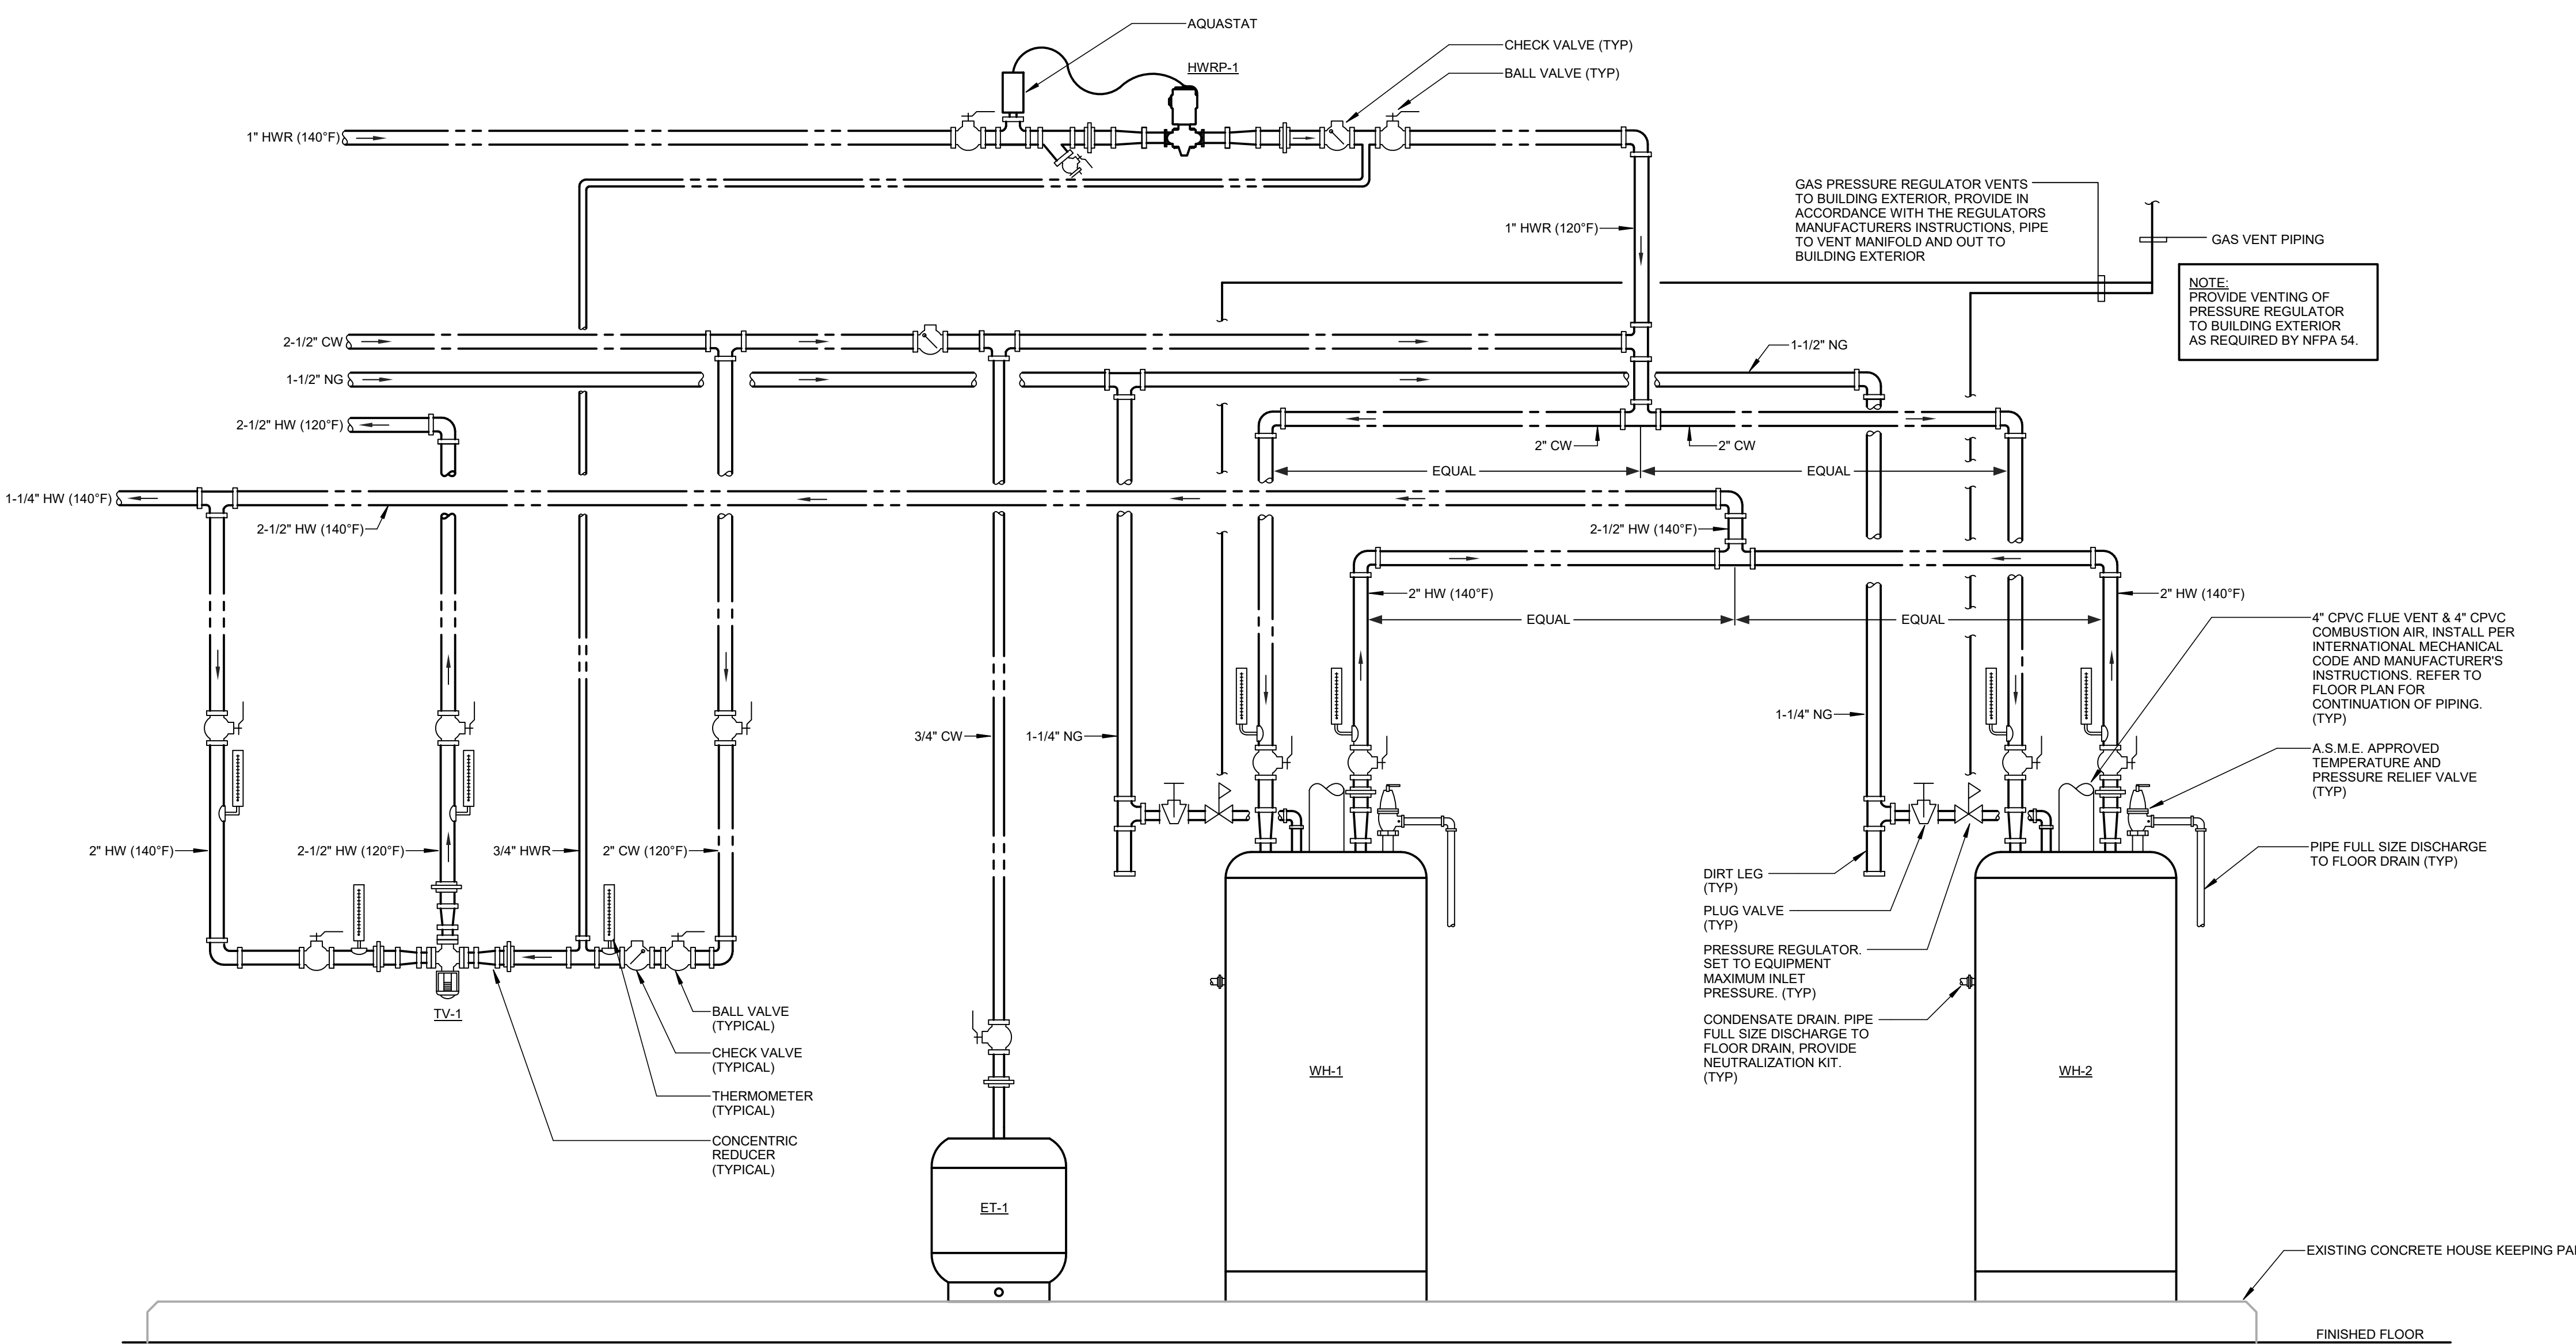 AQUASTAT
CHECK VALVE (TYP)
HWRP-1
BALL VALVE (TYP)
1" HWR (140°F)
GAS PRESSURE REGULATOR VENTS
TO BUILDING EXTERIOR, PROVIDE IN
ACCORDANCE WITH THE REGULATORS
MANUFACTURERS INSTRUCTIONS, PIPE
TO VENT MANIFOLD AND OUT TO
BUILDING EXTERIOR
1" HWR (120°F)
GAS VENT PIPING
NOTE:
PROVIDE VENTING OF
PRESSURE REGULATOR
TO BUILDING EXTERIOR
AS REQUIRED BY NFPA 54.
2-1/2" CW
1-1/2" NG
1-1/2" NG
2-1/2" HW (120°F)
2" CW
2" CW
EQUAL
EQUAL
1-1/4" HW (140°F)
2-1/2" HW (140°F)
2-1/2" HW (140°F)
2" HW (140°F)
2" HW (140°F)
EQUAL
EQUAL
4" CPVC FLUE VENT & 4" CPVC
COMBUSTION AIR, INSTALL PER
INTERNATIONAL MECHANICAL
CODE AND MANUFACTURER'S
INSTRUCTIONS. REFER TO
FLOOR PLAN FOR
CONTINUATION OF PIPING.
(TYP)
3/4" CW
1-1/4" NG
1-1/4" NG
A.S.M.E. APPROVED
TEMPERATURE AND
PRESSURE RELIEF VALVE
(TYP)
2" HW (140°F)
2-1/2" HW (120°F)
3/4" HWR
2" CW (120°F)
PIPE FULL SIZE DISCHARGE
TO FLOOR DRAIN (TYP)
DIRT LEG
(TYP)
PLUG VALVE
(TYP)
PRESSURE REGULATOR.
SET TO EQUIPMENT
MAXIMUM INLET
PRESSURE. (TYP)
CONDENSATE DRAIN. PIPE
FULL SIZE DISCHARGE TO
FLOOR DRAIN, PROVIDE
NEUTRALIZATION KIT.
(TYP)
TV-1
BALL VALVE
(TYPICAL)
CHECK VALVE
(TYPICAL)
THERMOMETER
(TYPICAL)
CONCENTRIC
REDUCER
(TYPICAL)
WH-1
WH-2
ET-1
EXISTING CONCRETE HOUSE KEEPING
FINISHED FLOOR